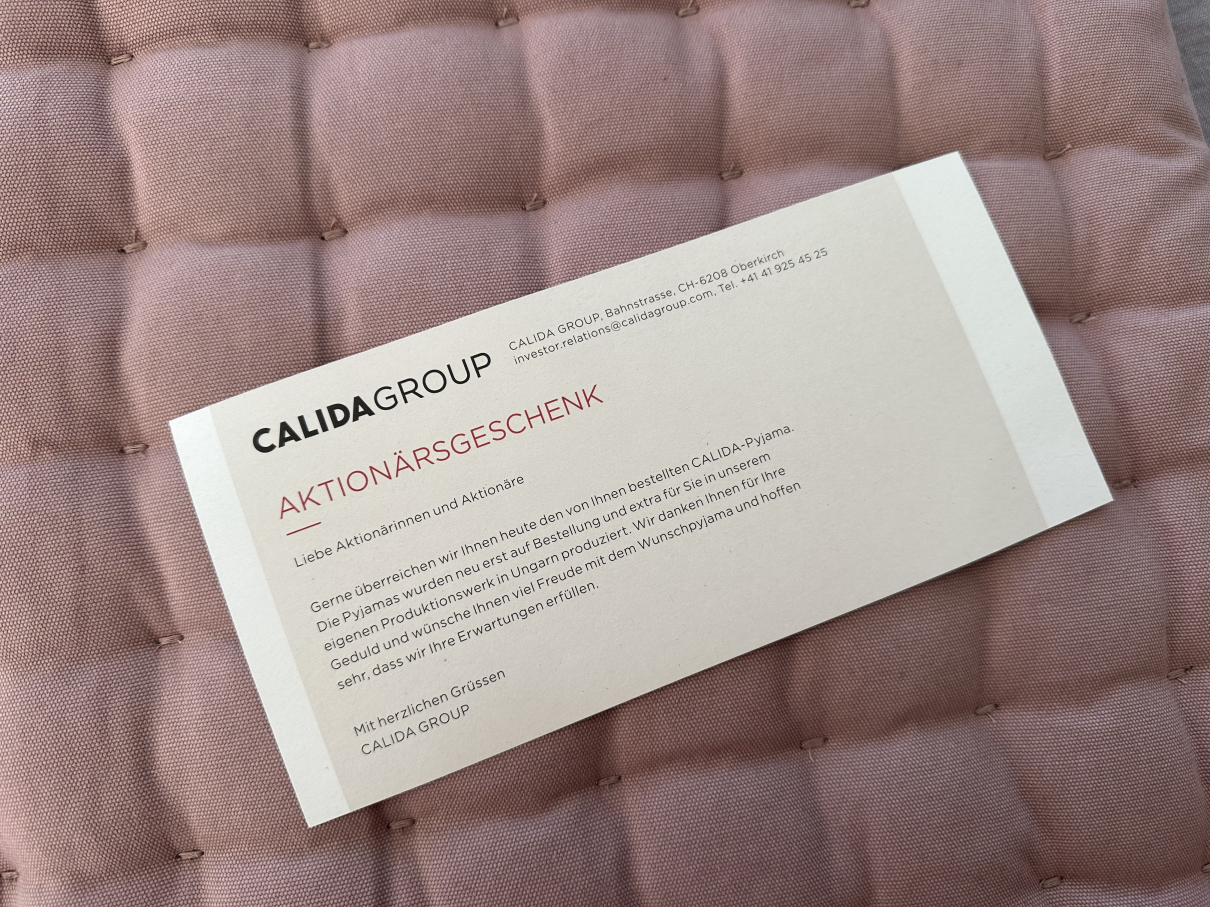 CALIDAGROUP
CALIDA GROUP, Bahnstrasse, CH-6208 Oberkirch
investor.relations@calidagroup.com, Tel. +41 41 925 45 25
AKTIONÄRSGESCHENK
Liebe Aktionärinnen und Aktionäre
Gerne überreichen wir Ihnen heute den von Ihnen bestellten CALIDA-Pyjama.
Die Pyjamas wurden neu erst auf Bestellung und extra für Sie in unserem
eigenen Produktionswerk in Ungarn produziert. Wir danken Ihnen für Ihre
Geduld und wünsche Ihnen viel Freude mit dem Wunschpyjama und hoffen
sehr, dass wir Ihre Erwartungen erfüllen.
Mit herzlichen Grüssen
CALIDA GROUP